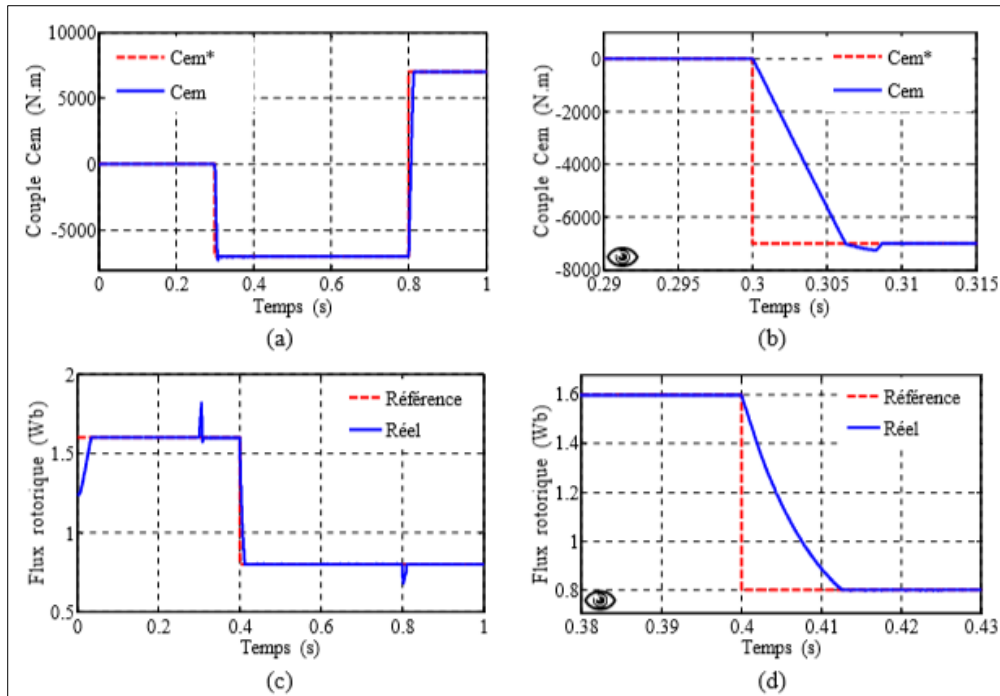 10000
5000
0
-5000
Couple Cem (N.m)
Cem*
Cem
0
0.2
0.4
0.6
0.8
1
Temps (s)
(a)
0
-2000
-4000
-6000
-8000
Couple Cem (N.m)
Cem*
Cem
0.29
0.295
0.3
0.305
0.31
0.315
Temps (s)
(b)
2
1.5
1
0.5
Flux rotorique (Wb)
Référence
Réel
0
0.2
0.4
0.6
0.8
1
Temps (s)
(c)
1.6
1.4
1.2
1
0.8
Flux rotorique (Wb)
Référence
Réel
0.38
0.39
0.4
0.41
0.42
0.43
Temps (s)
(d)